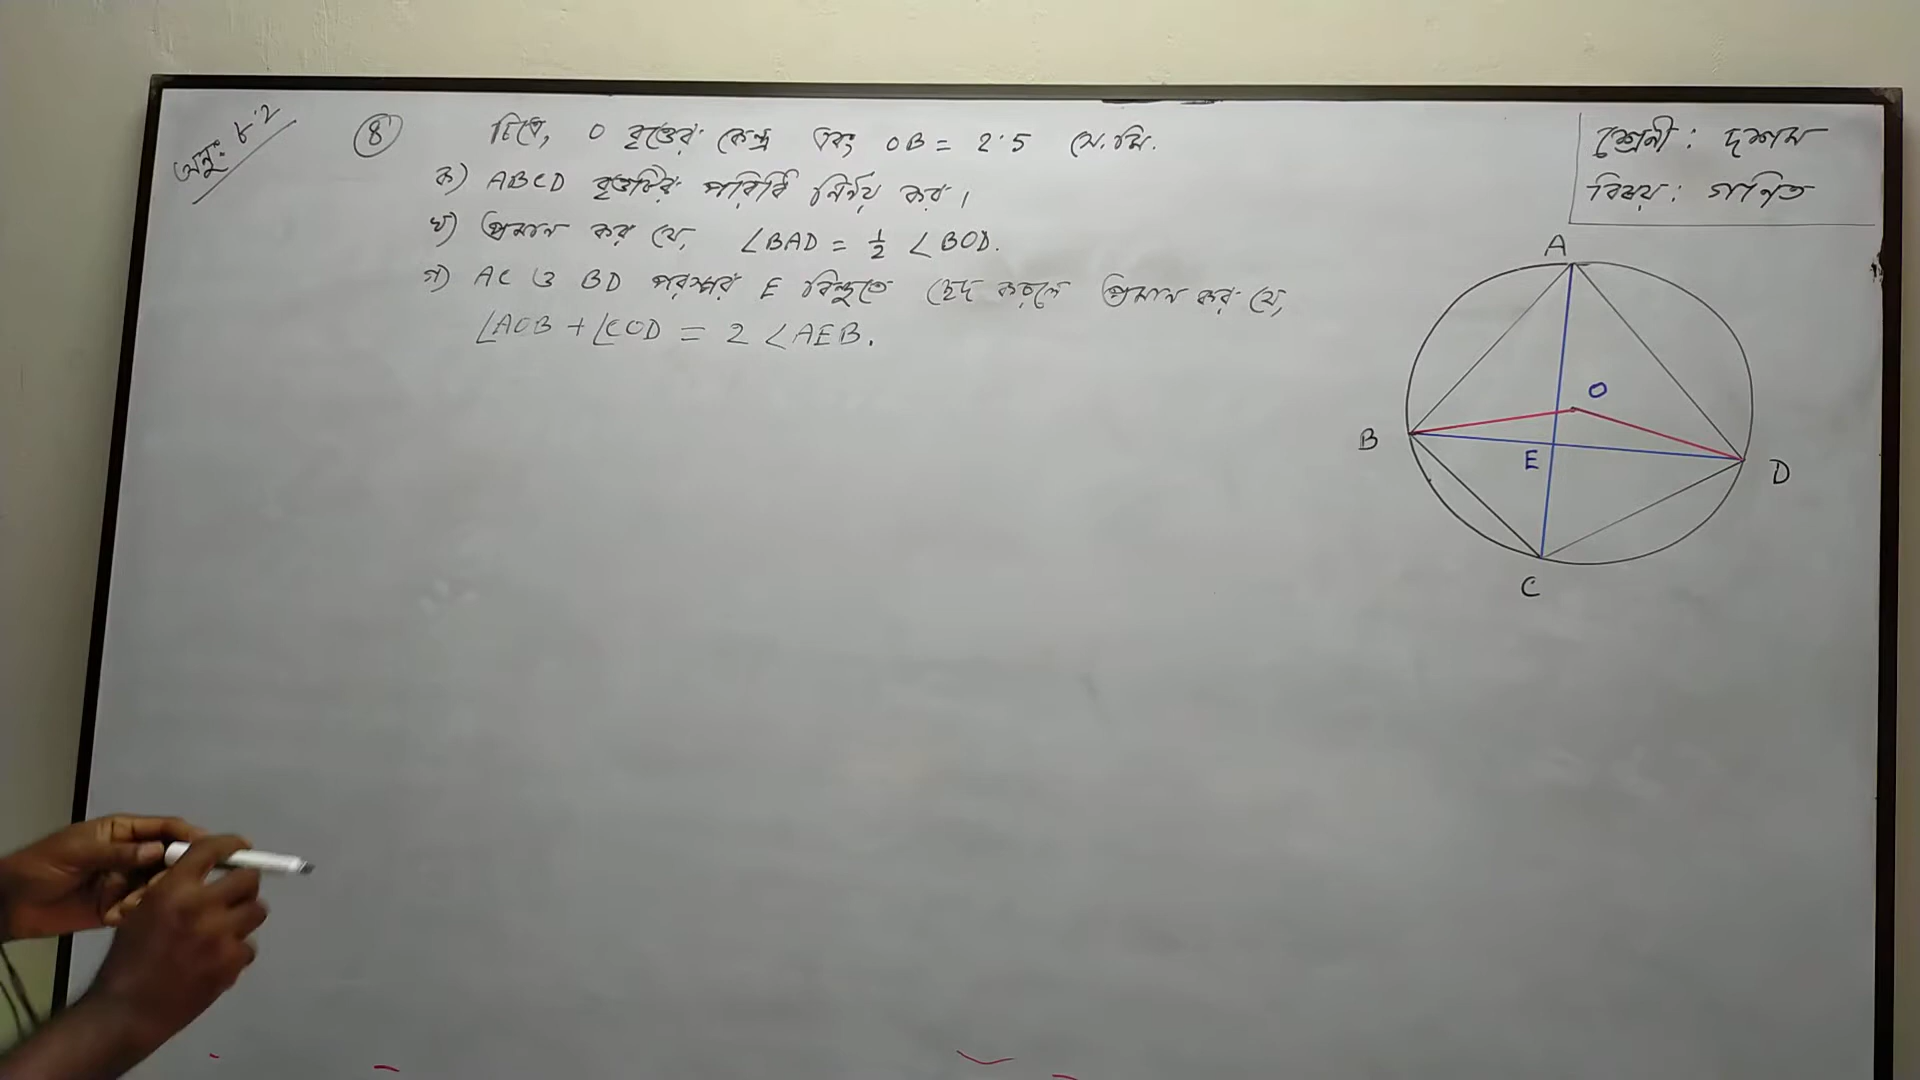 অনু: ৮.২
৪ চিত্রে, O বৃত্তের কেন্দ্র এবং OB = 2.5 সে.মি.
ক) ABCD বৃত্তটির পরিধি নির্ণয় কর।
খ) প্রমান কর যে, ∠BAD = 1/2 ∠BOD.
গ) AC ও BD পরস্পর E বিন্দুতে ছেদ করলে প্রমান কর যে,
∠AOB + ∠COD = 2 ∠AEB.
শ্রেনী: দশম
বিষয়: গণিত
A
O
B
E
D
C